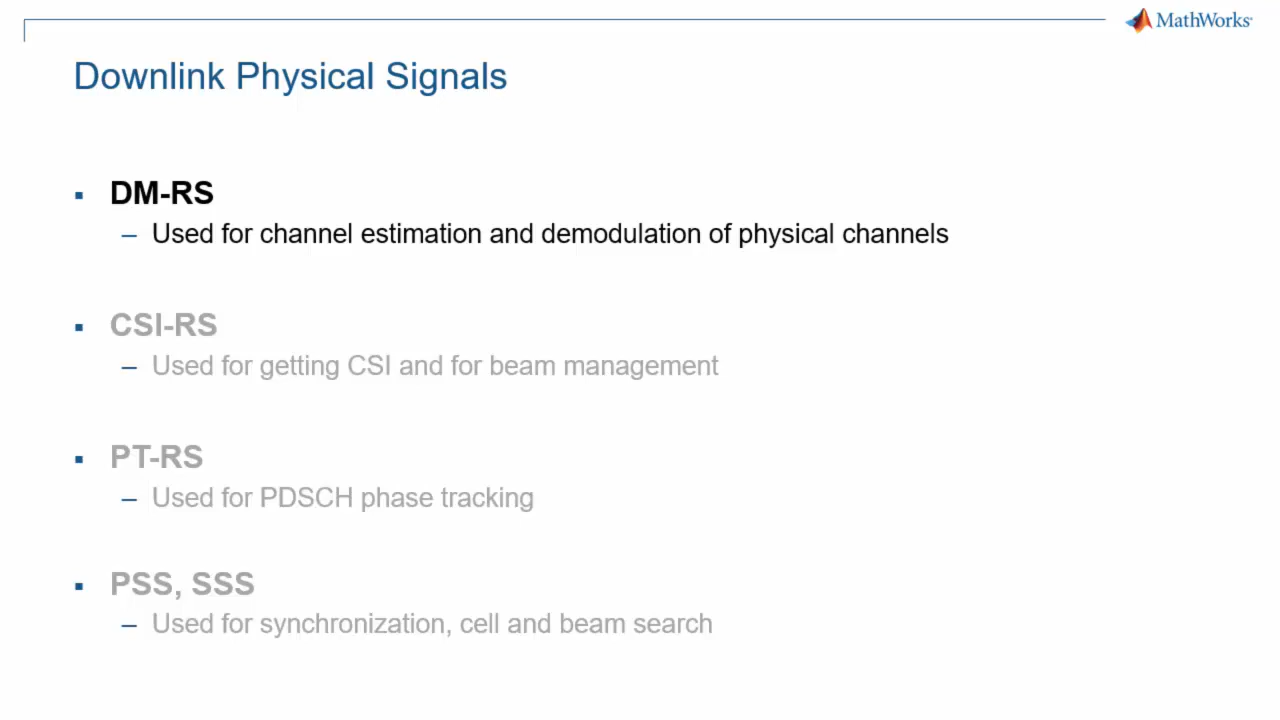 MathWorks
Downlink Physical Signals
▪ DM-RS
– Used for channel estimation and demodulation of physical channels
▪ CSI-RS
– Used for getting CSI and for beam management
▪ PT-RS
– Used for PDSCH phase tracking
▪ PSS, SSS
– Used for synchronization, cell and beam search